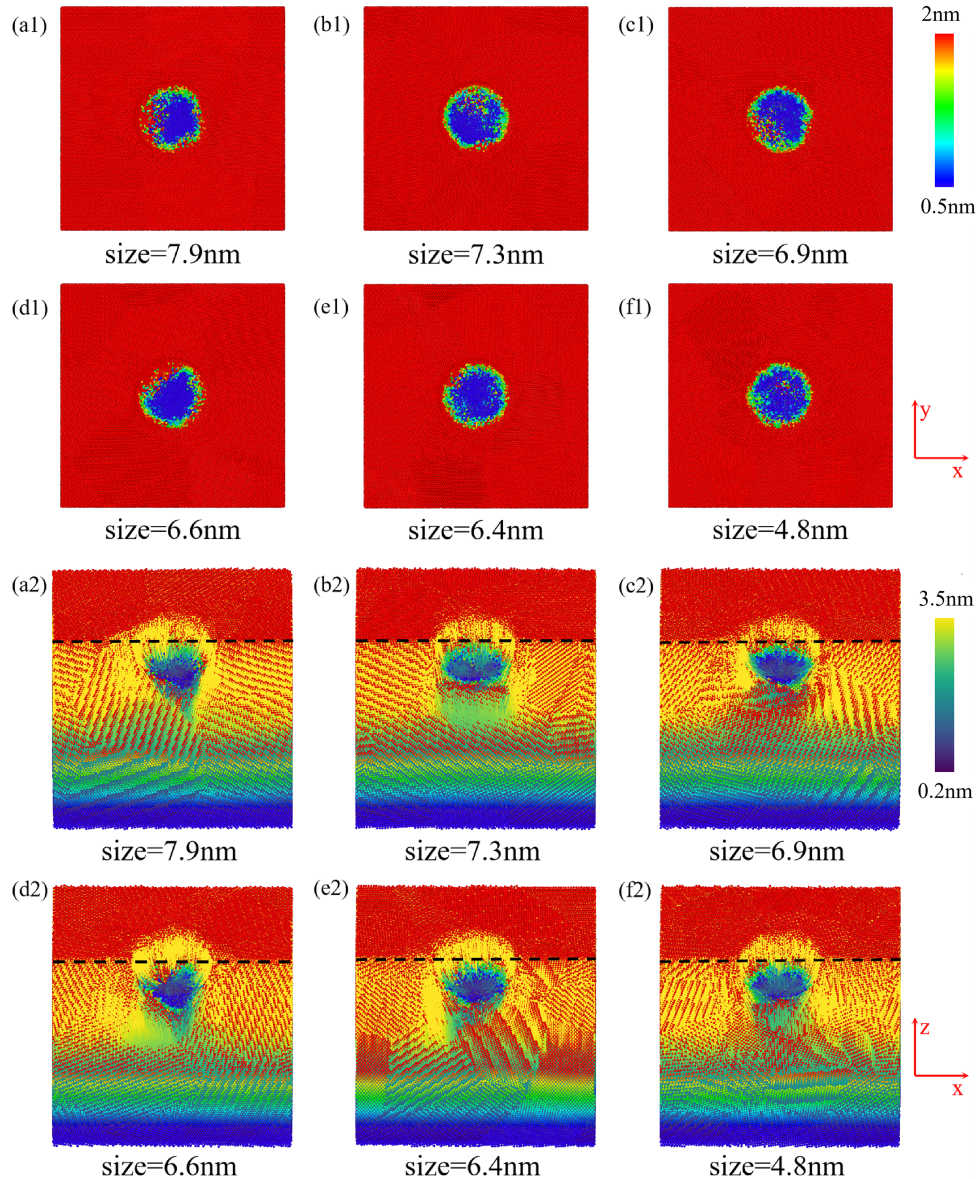 (a1) (b1) (c1) 2nm
0.5nm
size=7.9nm size=7.3nm size=6.9nm
(d1) (e1) (f1)
y
x
size=6.6nm size=6.4nm size=4.8nm
(a2) (b2) (c2)
3.5nm
0.2nm
size=7.9nm size=7.3nm size=6.9nm
(d2) (e2) (f2)
z
x
size=6.6nm size=6.4nm size=4.8nm